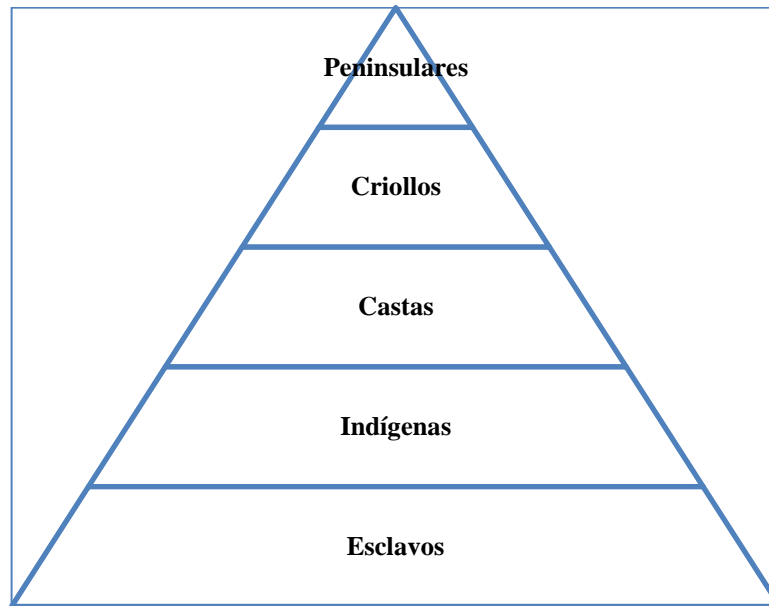 Peninsulares
Criollos
Castas
Indígenas
Esclavos